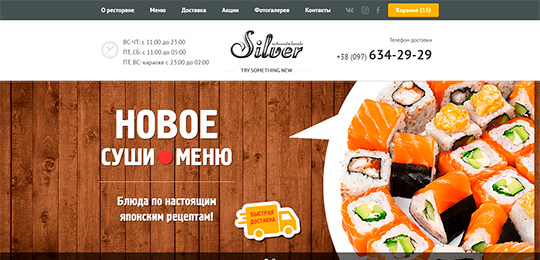 О ресторане Меню Доставка Акции Фотогалерея Контакты Корзина (15)
ВС-ЧТ: с 11:00 до 23:00
ПТ, СБ: с 11:00 до 05:00
ПТ, ВС: караоке с 23:00 до 02:00
Silver
TRY SOMETHING NEW
Телефон доставки
+38 (097) 634-29-29
НОВОЕ
СУШИ МЕНЮ
Блюда по настоящим
японским рецептам!
БЫСТРАЯ
ДОСТАВКА